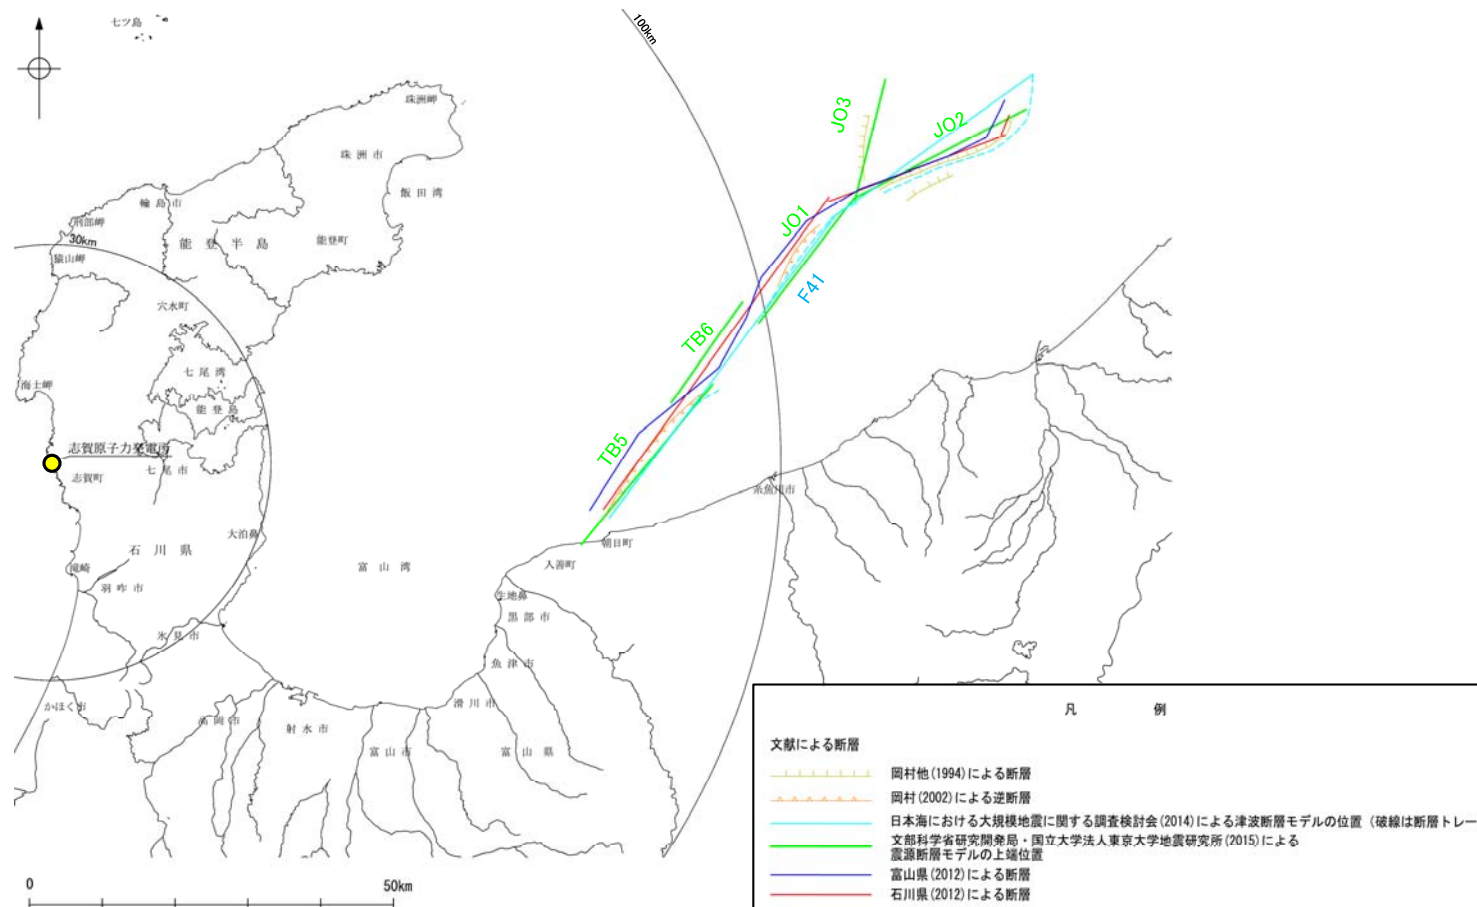 七ツ島
100km
珠洲岬
JO3
JO2
珠洲市
飯田湾
輪島市
JO1
刑部岬
30km
能登半島
能登町
猿山岬
F41
穴水町
TB6
七尾湾
海士岬
能登島
志賀原子力発電所
TB5
七尾市
志賀町
糸魚川市
大泊鼻
石川県
朝日町
富山湾
入善町
滝崎
羽咋市
生地鼻
黒部市
氷見市
魚津市
かほく市
滑川市
高岡市
射水市
富山市
富山県
凡例
文献による断層
岡村他(1994)による断層
岡村(2002)による逆断層
日本海における大規模地震に関する調査検討会(2014)による津波断層モデルの位置（破線は断層トレー
文部科学省研究開発局・国立大学法人東京大学地震研究所(2015)による
震源断層モデルの上端位置
富山県(2012)による断層
石川県(2012)による断層
0
50km